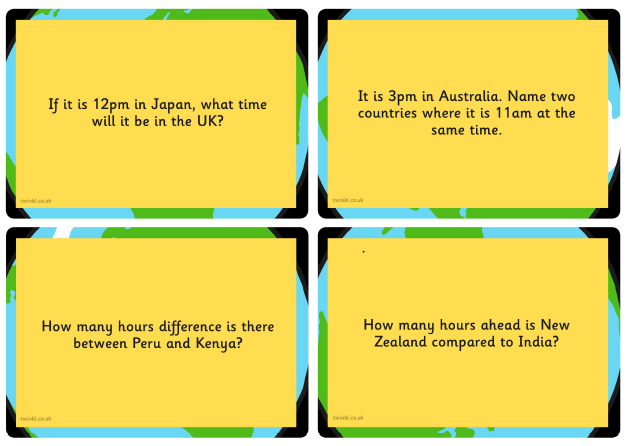 If it is 12pm in Japan, what time
will it be in the UK?
twinkl.co.uk
It is 3pm in Australia. Name two
countries where it is 11am at the
same time.
twinkl.co.uk
How many hours difference is there
between Peru and Kenya?
twinkl.co.uk
How many hours ahead is New
Zealand compared to India?
twinkl.co.uk